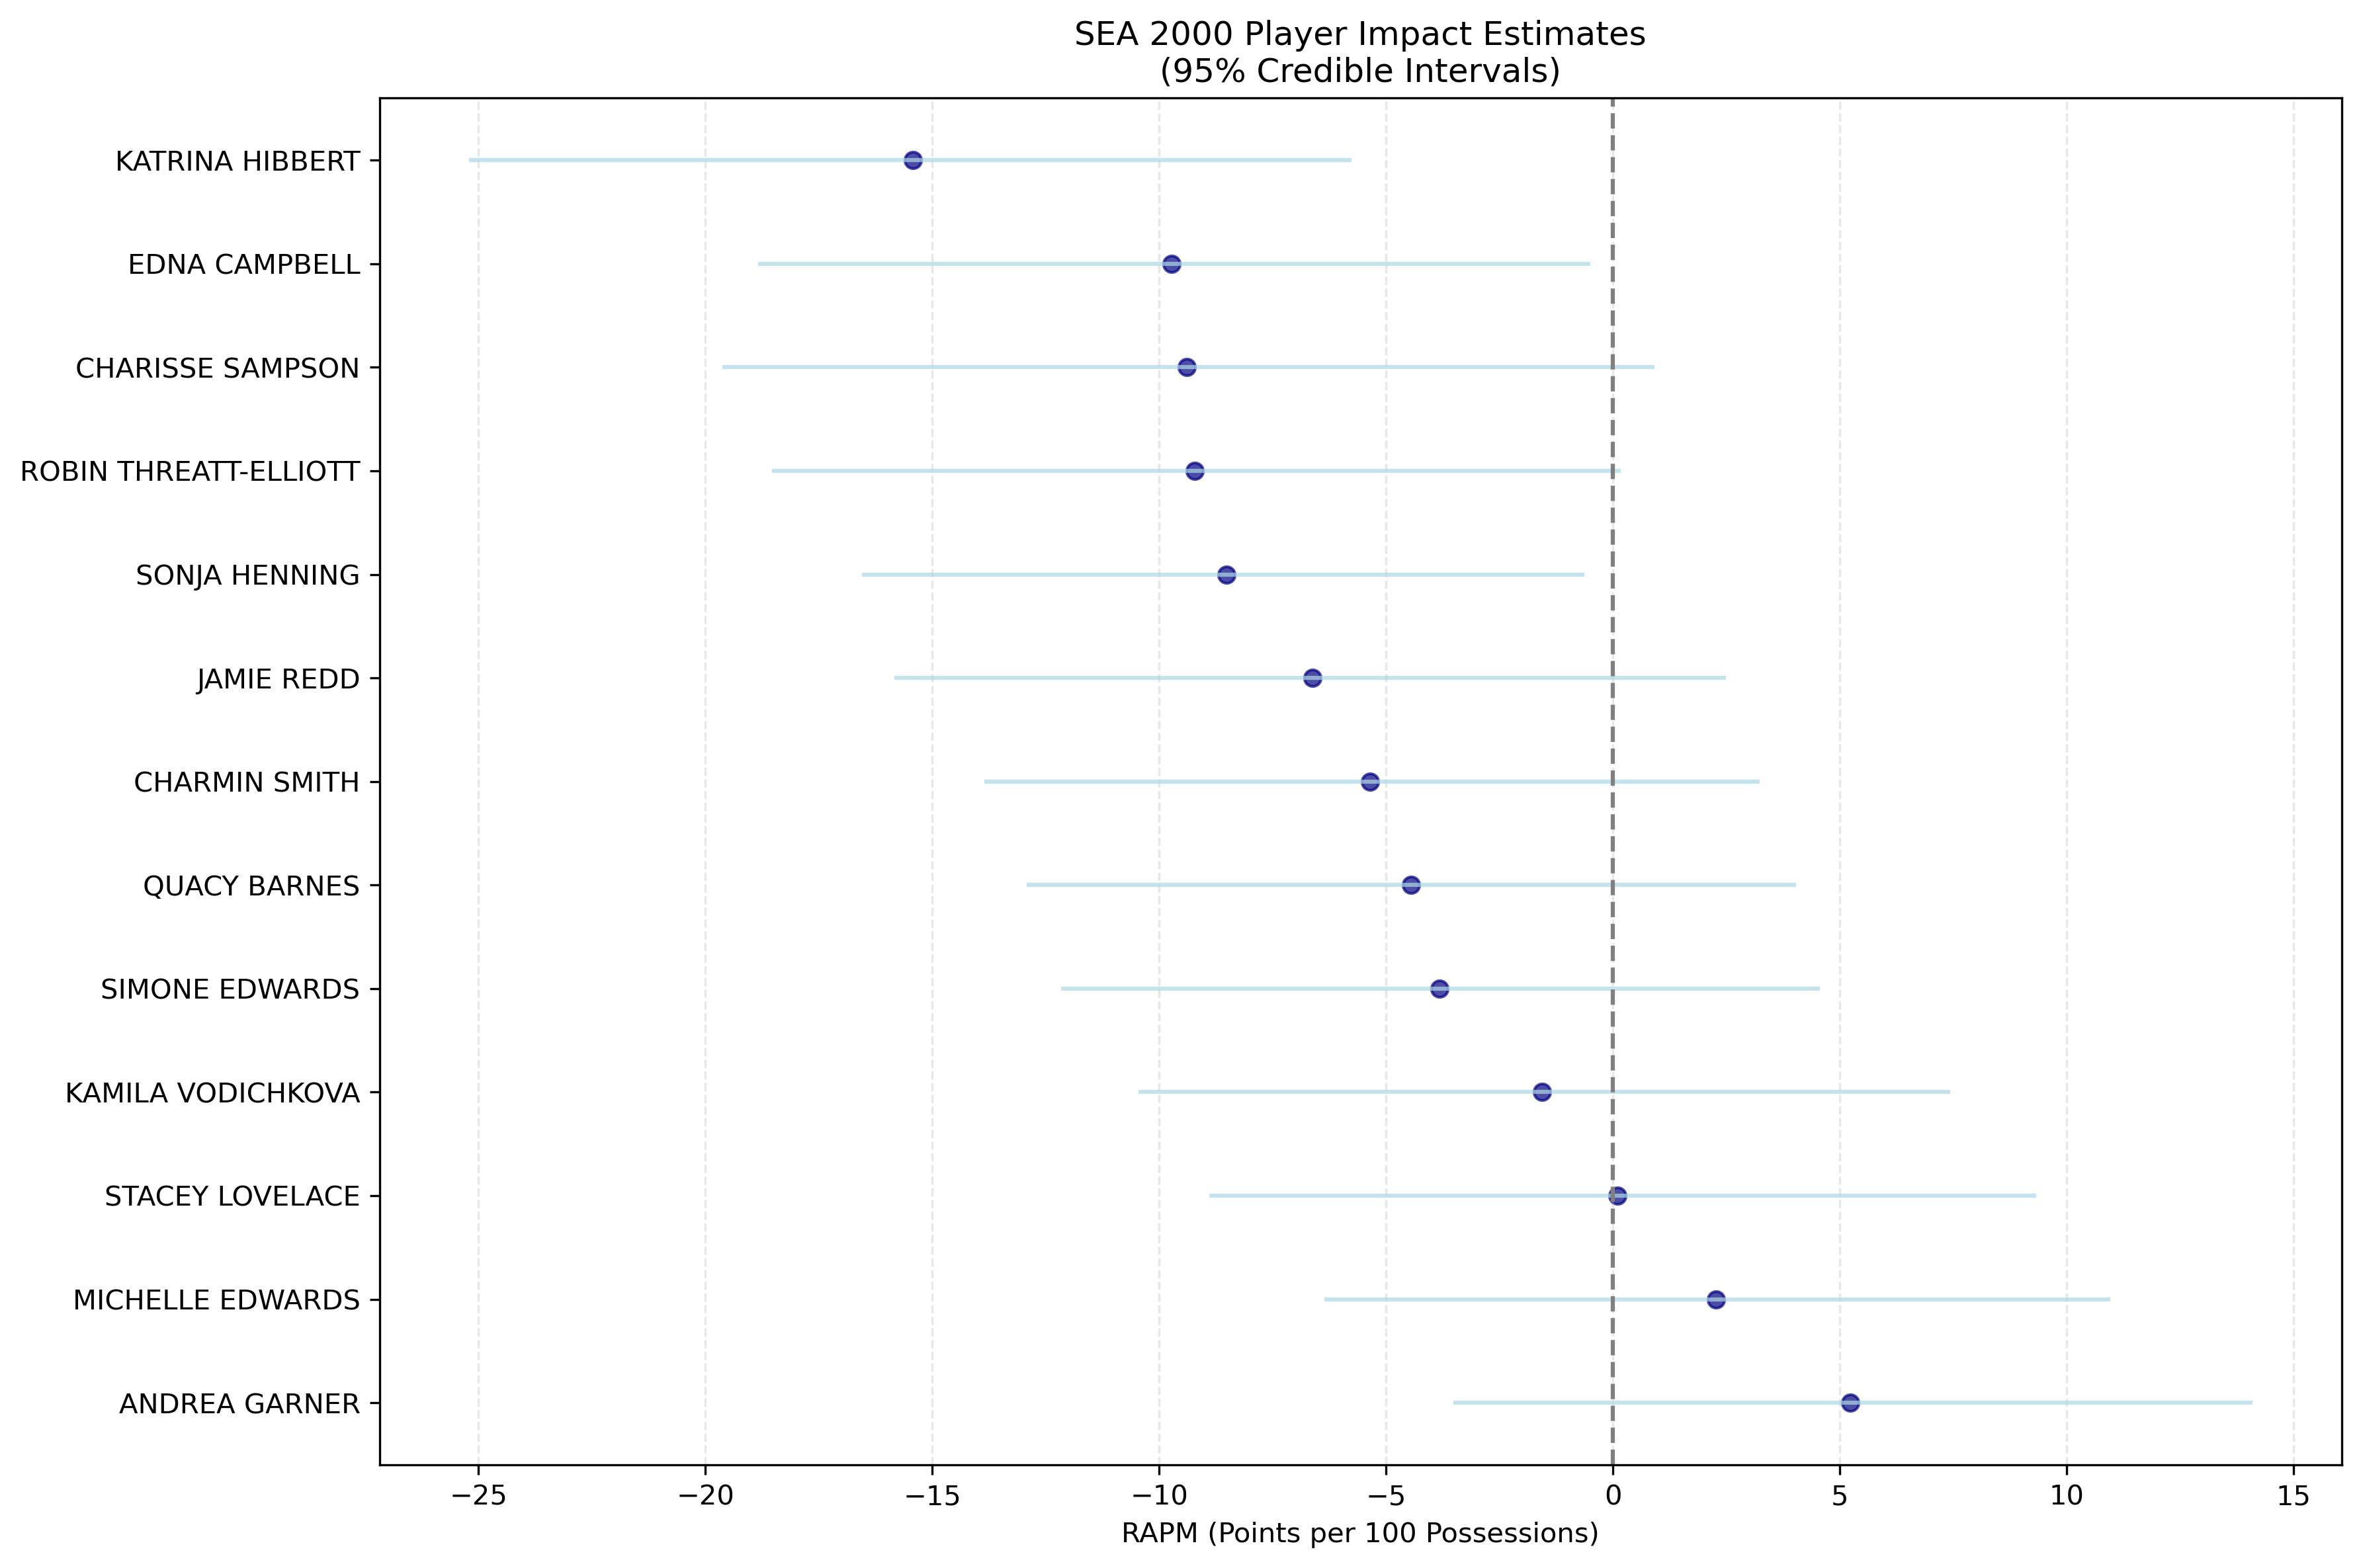 SEA 2000 Player Impact Estimates
(95% Credible Intervals)
KATRINA HIBBERT
EDNA CAMPBELL
CHARISSE SAMPSON
ROBIN THREATT-ELLIOTT
SONJA HENNING
JAMIE REDD
CHARMIN SMITH
QUACY BARNES
SIMONE EDWARDS
KAMILA VODICHKOVA
STACEY LOVELACE
MICHELLE EDWARDS
ANDREA GARNER
−25 −20 −15 −10 −5 0 5 10 15
RAPM (Points per 100 Possessions)